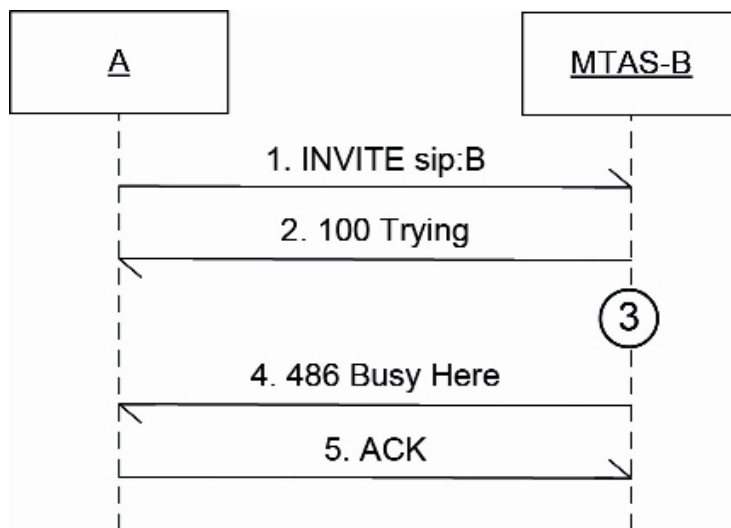 A
MTAS-B
1. INVITE sip:B
2. 100 Trying
3
4. 486 Busy Here
5. ACK